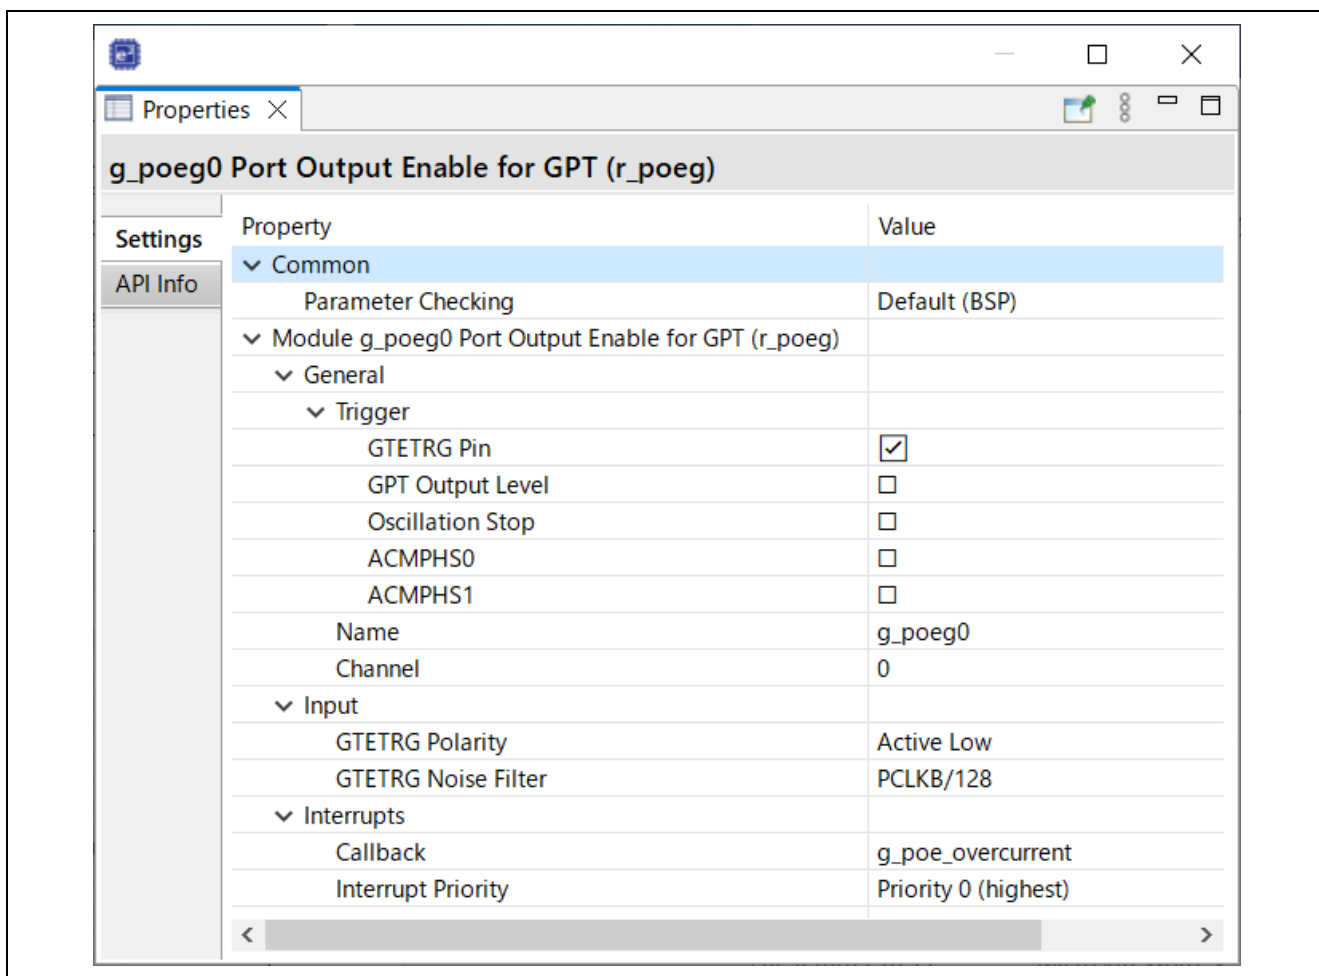 e²
Properties
g_poeg0 Port Output Enable for GPT (r_poeg)
Settings
API Info
Property Value
Common
Parameter Checking Default (BSP)
Module g_poeg0 Port Output Enable for GPT (r_poeg)
General
Trigger
GTETRG Pin
GPT Output Level
Oscillation Stop
ACMPHS0
ACMPHS1
Name g_poeg0
Channel 0
Input
GTETRG Polarity Active Low
GTETRG Noise Filter PCLKB/128
Interrupts
Callback g_poe_overcurrent
Interrupt Priority Priority 0 (highest)